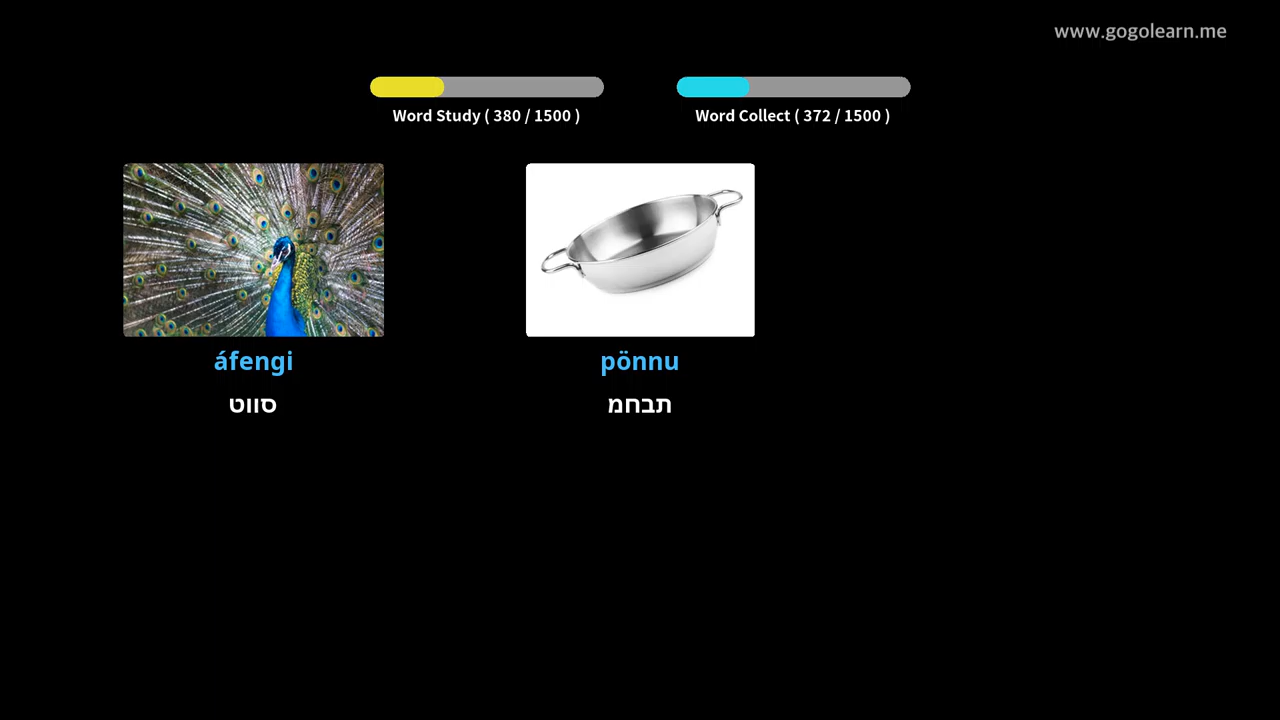 www.gogolearn.me
Word Study ( 380 / 1500 )
Word Collect ( 372 / 1500 )
áfengi
pönnu
סווט
תבחמ